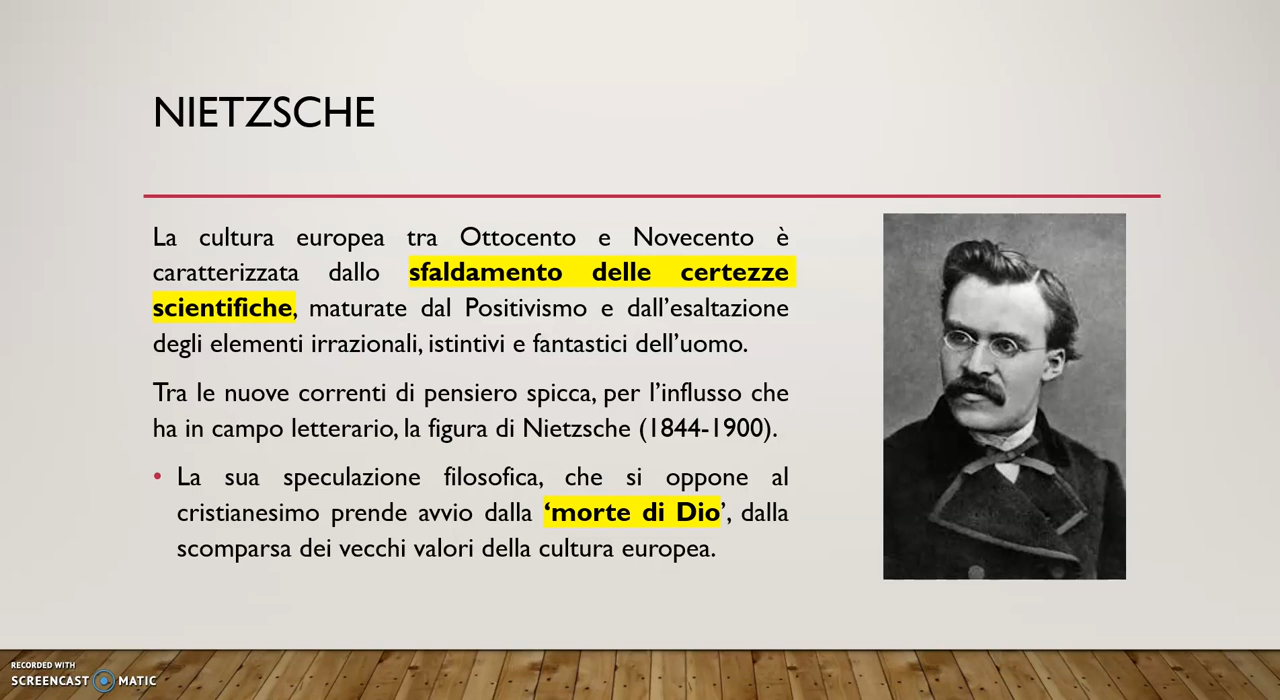 NIETZSCHE
La cultura europea tra Ottocento e Novecento è
caratterizzata dallo sfaldamento delle certezze
scientifiche, maturate dal Positivismo e dall’esaltazione
degli elementi irrazionali, istintivi e fantastici dell’uomo.
Tra le nuove correnti di pensiero spicca, per l’influsso che
ha in campo letterario, la figura di Nietzsche (1844-1900).
• La sua speculazione filosofica, che si oppone al
cristianesimo prende avvio dalla ‘morte di Dio’, dalla
scomparsa dei vecchi valori della cultura europea.
RECORDED WITH
SCREENCAST MATIC